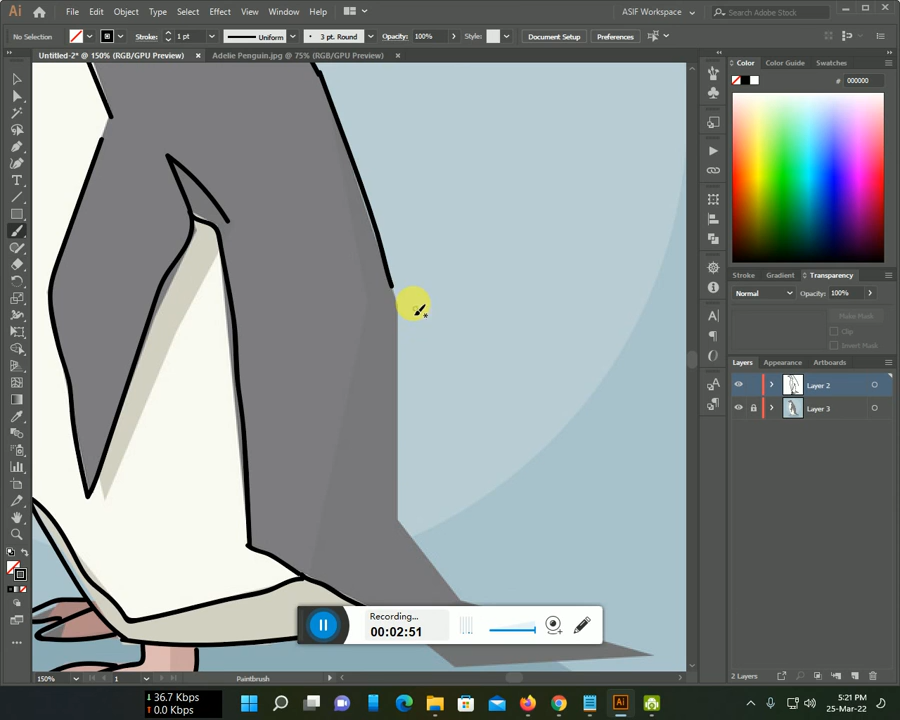 Ai File Edit Object Type Select Effect View Window Help ASIF Workspace Search Adobe Stock
No Selection Stroke: 1 pt Uniform 3 pt. Round Opacity: 100% Style: Document Setup Preferences
Untitled-2* @ 150% (RGB/GPU Preview) × Adelie Penguin.jpg @ 75% (RGB/GPU Preview) ×
Color Color Guide Swatches
# 000000
Stroke Gradient Transparency
Normal Opacity: 100%
Make Mask
Clip
Invert Mask
Layers Appearance Artboards
Layer 2
Layer 3
Recording...
00:02:51
150% 1 Paintbrush 2 Layers
36.7 Kbps
0.0 Kbps
Ai
5:21 PM
25-Mar-22